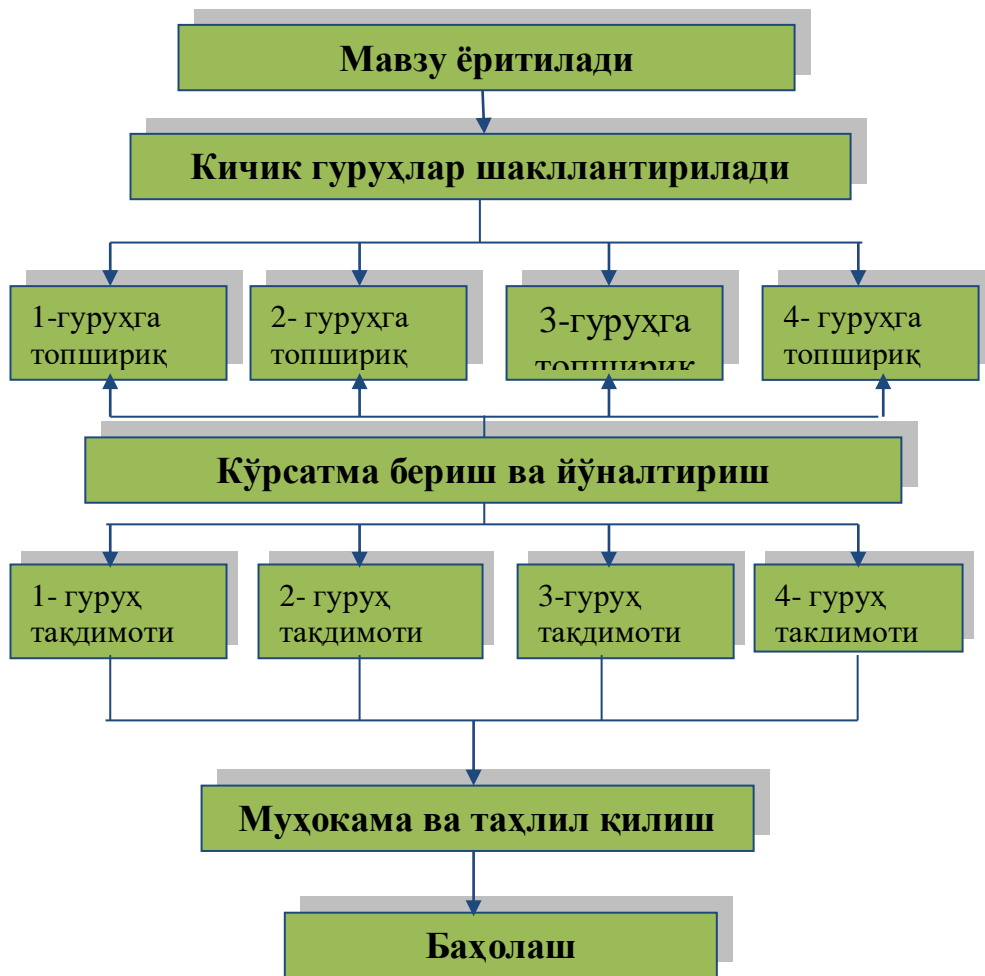 Мавзу ёритилади
Кичик гуруҳлар шакллантирилади
1-гуруҳга
топшириқ
2- гуруҳга
топшириқ
3-гуруҳга
топшириқ
4- гуруҳга
топшириқ
Кўрсатма бериш ва йўналтириш
1- гуруҳ
тақдимоти
2- гуруҳ
тақдимоти
3-гуруҳ
тақдимоти
4- гуруҳ
тақдимоти
Муҳокама ва таҳлил қилиш
Баҳолаш